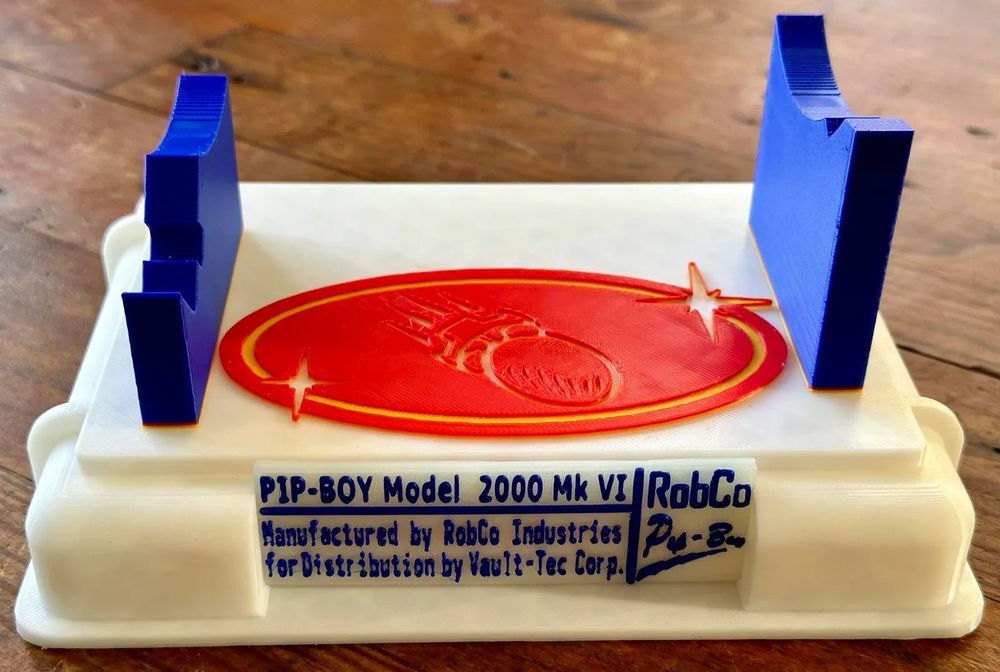 PIP-BOY Model 2000 Mk VI
Manufactured by RobCo Industries
for Distribution by Vault-Tec Corp.
RobCo